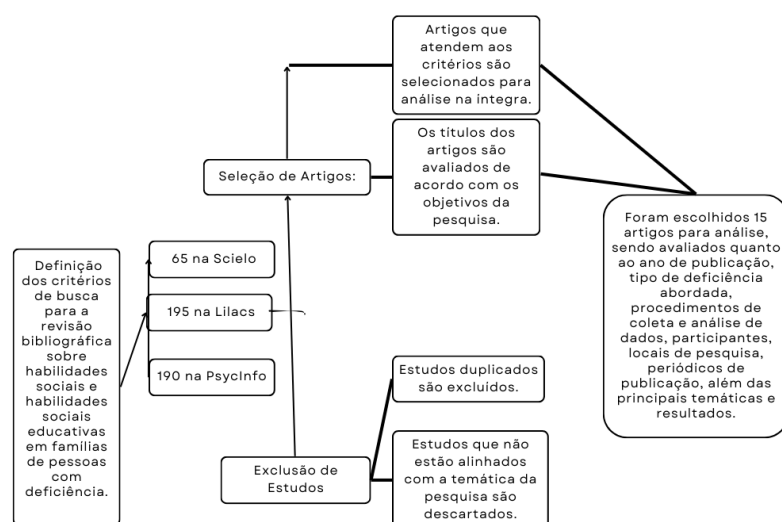 Definição
dos critérios
de busca
para a
revisão
bibliográfica
sobre
habilidades
sociais e
habilidades
sociais
educativas
em famílias
de pessoas
com
deficiência.
65 na Scielo
195 na Lilacs
190 na PsycInfo
Exclusão de
Estudos
Estudos duplicados
são excluídos.
Estudos que não
estão alinhados
com a temática da
pesquisa são
descartados.
Seleção de Artigos:
Artigos que
atendem aos
critérios são
selecionados para
análise na íntegra.
Os títulos dos
artigos são
avaliados de
acordo com os
objetivos da
pesquisa.
Foram escolhidos 15
artigos para análise,
sendo avaliados quanto
ao ano de publicação,
tipo de deficiência
abordada,
procedimentos de
coleta e análise de
dados, participantes,
locais de pesquisa,
periódicos de
publicação, além das
principais temáticas e
resultados.